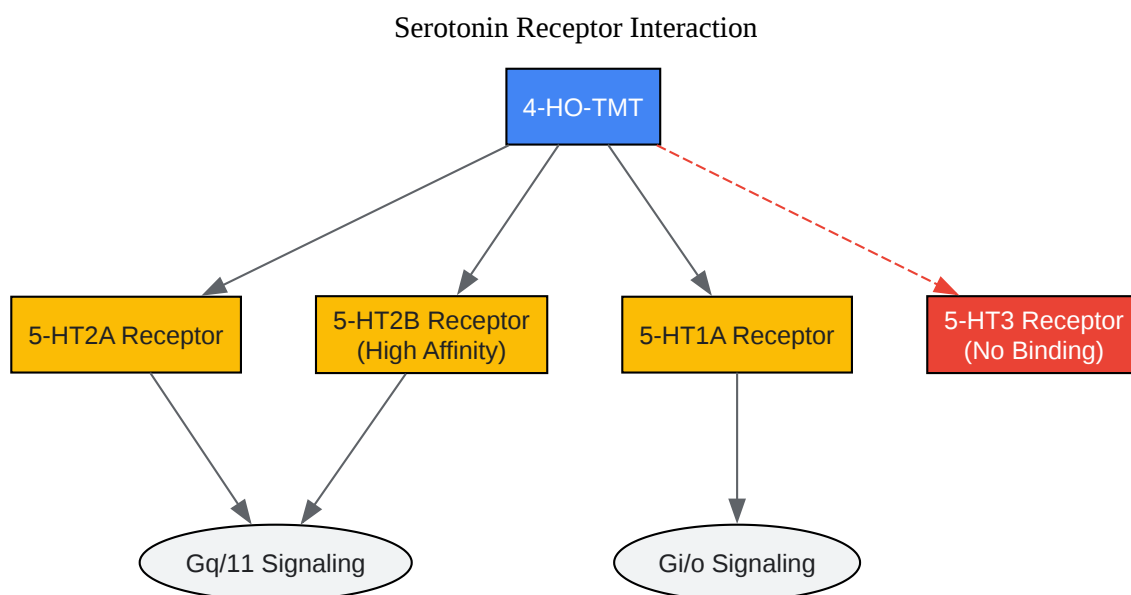 Serotonin Receptor Interaction
4-HO-TMT
5-HT2A Receptor
5-HT2B Receptor
(High Affinity)
5-HT1A Receptor
5-HT3 Receptor
(No Binding)
Gq/11 Signaling
Gi/o Signaling